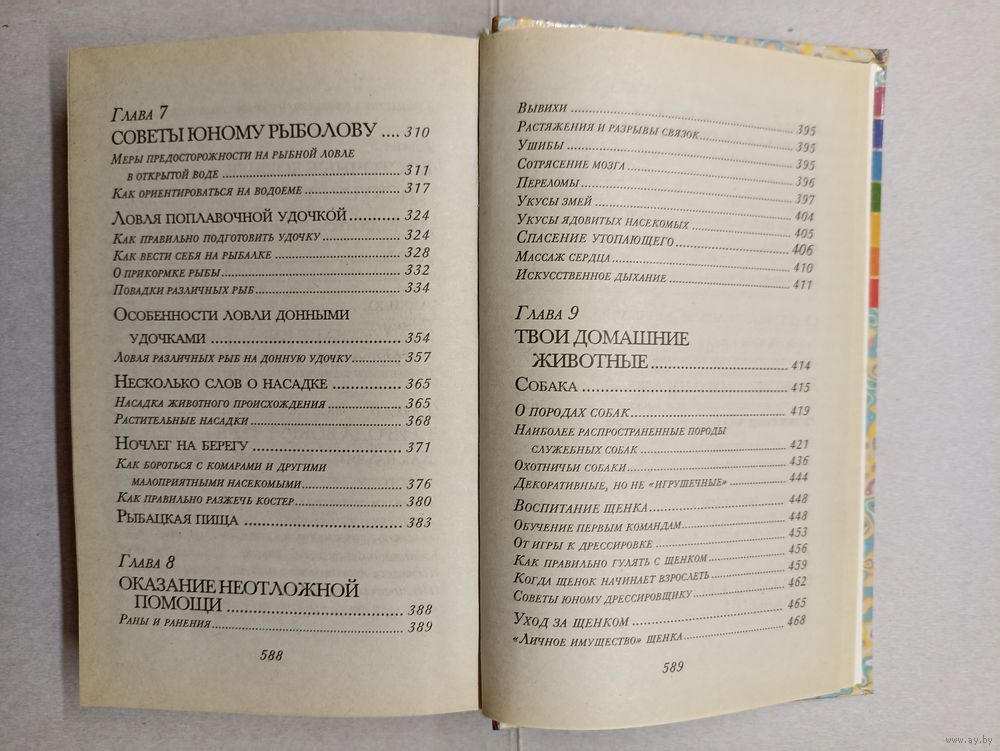 Глава 7
СОВЕТЫ ЮНОМУ РЫБОЛОВУ .... 310
Меры предосторожности на рыбной ловле
в открытой воде ........ 311
Как ориентироваться на водоеме ........ 317
Ловля поплавочной удочкой ........ 324
Как правильно подготовить удочку ........ 324
Как вести себя на рыбалке ........ 328
О прикормке рыбы ........ 332
Повадки различных рыб ........ 334
Особенности ловли донными
удочками ........ 354
Ловля различных рыб на донную удочку ........ 357
Несколько слов о насадке ........ 365
Насадка животного происхождения ........ 365
Растительные насадки ........ 368
Ночлег на берегу ........ 371
Как бороться с комарами и другими
малоприятными насекомыми ........ 376
Как правильно разжечь костер ........ 380
Рыбацкая пища ........ 383
Глава 8
ОКАЗАНИЕ НЕОТЛОЖНОЙ
ПОМОЩИ ........ 388
Раны и ранения ........ 389
588
Вывихи ........ 395
Растяжения и разрывы связок ........ 395
Ушибы ........ 395
Сотрясение мозга ........ 396
Переломы ........ 397
Укусы змей ........ 404
Укусы ядовитых насекомых ........ 405
Спасение утопающего ........ 406
Массаж сердца ........ 410
Искусственное дыхание ........ 411
Глава 9
ТВОИ ДОМАШНИЕ
ЖИВОТНЫЕ ........ 414
Собака ........ 415
О породах собак ........ 419
Наиболее распространенные породы
служебных собак ........ 421
Охотничьи собаки ........ 436
Декоративные, но не «игрушечные» ........ 444
Воспитание щенка ........ 448
Обучение первым командам ........ 448
От игры к дрессировке ........ 453
Как правильно гулять с щенком ........ 456
Когда щенок начинает взрослеть ........ 459
Советы юному дрессировщику ........ 462
Уход за щенком ........ 465
«Личное имущество» щенка ........ 468
589
www.ay.by